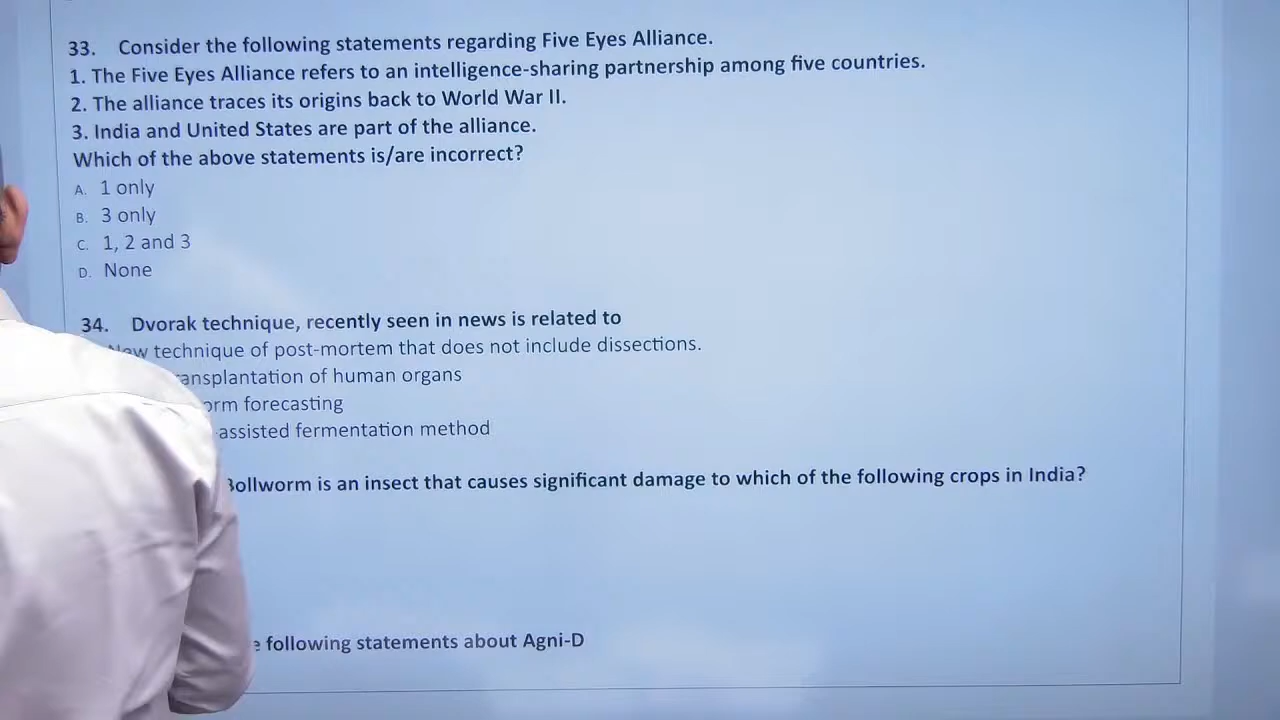 33. Consider the following statements regarding Five Eyes Alliance.
1. The Five Eyes Alliance refers to an intelligence-sharing partnership among five countries.
2. The alliance traces its origins back to World War II.
3. India and United States are part of the alliance.
Which of the above statements is/are incorrect?
A. 1 only
B. 3 only
C. 1, 2 and 3
D. None
34. Dvorak technique, recently seen in news is related to
technique of post-mortem that does not include dissections.
of human organs
forecasting
assisted fermentation method
is an insect that causes significant damage to which of the following crops in India?
following statements about Agni-D